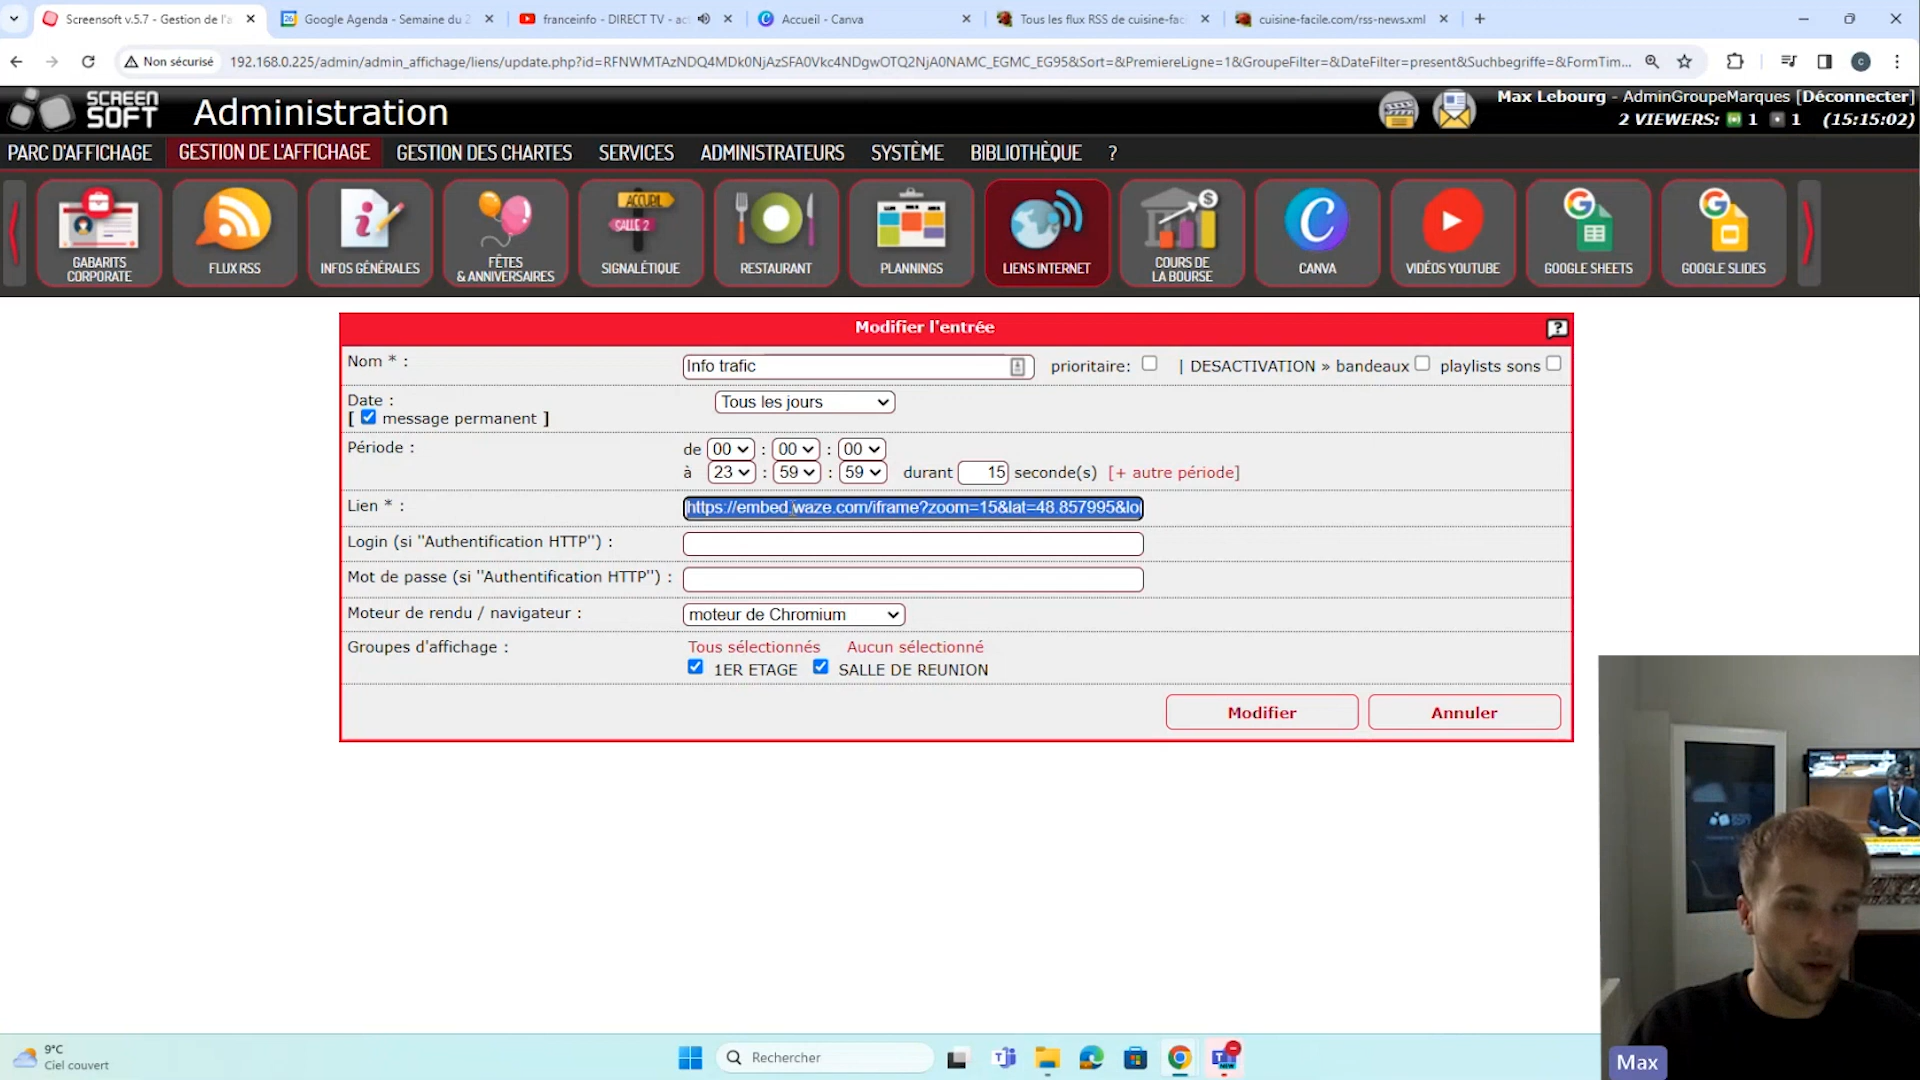 Screensoft v.5.7 - Gestion de l'a
Google Agenda - Semaine du 2
franceinfo - DIRECT TV - ac
Accueil - Canva
Tous les flux RSS de cuisine-fac
cuisine-facile.com/rss-news.xml
Non sécurisé
192.168.0.225/admin/admin_affichage/liens/update.php?id=RFNWMTAzNDQ4MDk0NjAzSFA0Vkc4NDgwOTQ2NjA0NAMC_EGMC_EG95&Sort=&PremiereLigne=1&GroupeFilter=&DateFilter=present&Suchbegriffe=&FormTim...
SCREEN SOFT
Administration
Max Lebourg - AdminGroupeMarques [Déconnecter]
2 VIEWERS: 1 1 (15:15:02)
PARC D'AFFICHAGE GESTION DE L'AFFICHAGE GESTION DES CHARTES SERVICES ADMINISTRATEURS SYSTÈME BIBLIOTHÈQUE ?
GABARITS CORPORATE
FLUX RSS
INFOS GÉNÉRALES
FÊTES & ANNIVERSAIRES
ACCUEIL
SALLE 2
SIGNALÉTIQUE
RESTAURANT
PLANNINGS
LIENS INTERNET
COURS DE LA BOURSE
CANVA
VIDÉOS YOUTUBE
GOOGLE SHEETS
GOOGLE SLIDES
Modifier l'entrée
?
Nom * : Info trafic prioritaire: | DESACTIVATION » bandeaux playlists sons
Date : Tous les jours
[ message permanent ]
Période : de 00 : 00 : 00
à 23 : 59 : 59 durant 15 seconde(s) [+ autre période]
Lien * : https://embed.waze.com/iframe?zoom=15&lat=48.857995&lo
Login (si "Authentification HTTP") :
Mot de passe (si "Authentification HTTP") :
Moteur de rendu / navigateur : moteur de Chromium
Groupes d'affichage : Tous sélectionnés Aucun sélectionné
1ER ETAGE SALLE DE REUNION
Modifier Annuler
SCREEN SOFT
Max
9°C
Ciel couvert
Rechercher
NEW